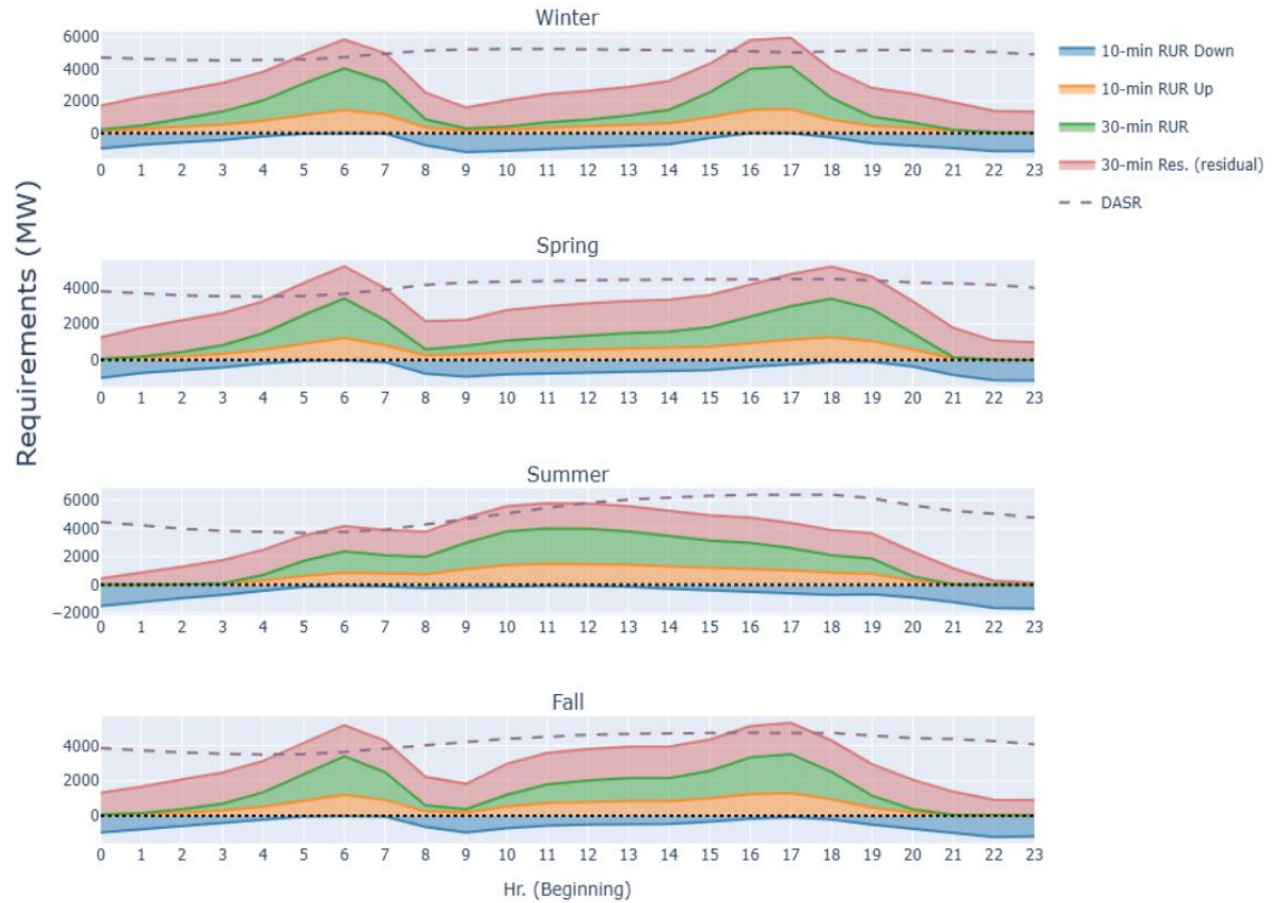 Winter
6000
4000
2000
0
0 1 2 3 4 5 6 7 8 9 10 11 12 13 14 15 16 17 18 19 20 21 22 23
10-min RUR Down
10-min RUR Up
30-min RUR
30-min Res. (residual)
DASR
Requirements (MW)
Spring
4000
2000
0
0 1 2 3 4 5 6 7 8 9 10 11 12 13 14 15 16 17 18 19 20 21 22 23
Summer
6000
4000
2000
0
−2000
0 1 2 3 4 5 6 7 8 9 10 11 12 13 14 15 16 17 18 19 20 21 22 23
Fall
4000
2000
0
0 1 2 3 4 5 6 7 8 9 10 11 12 13 14 15 16 17 18 19 20 21 22 23
Hr. (Beginning)